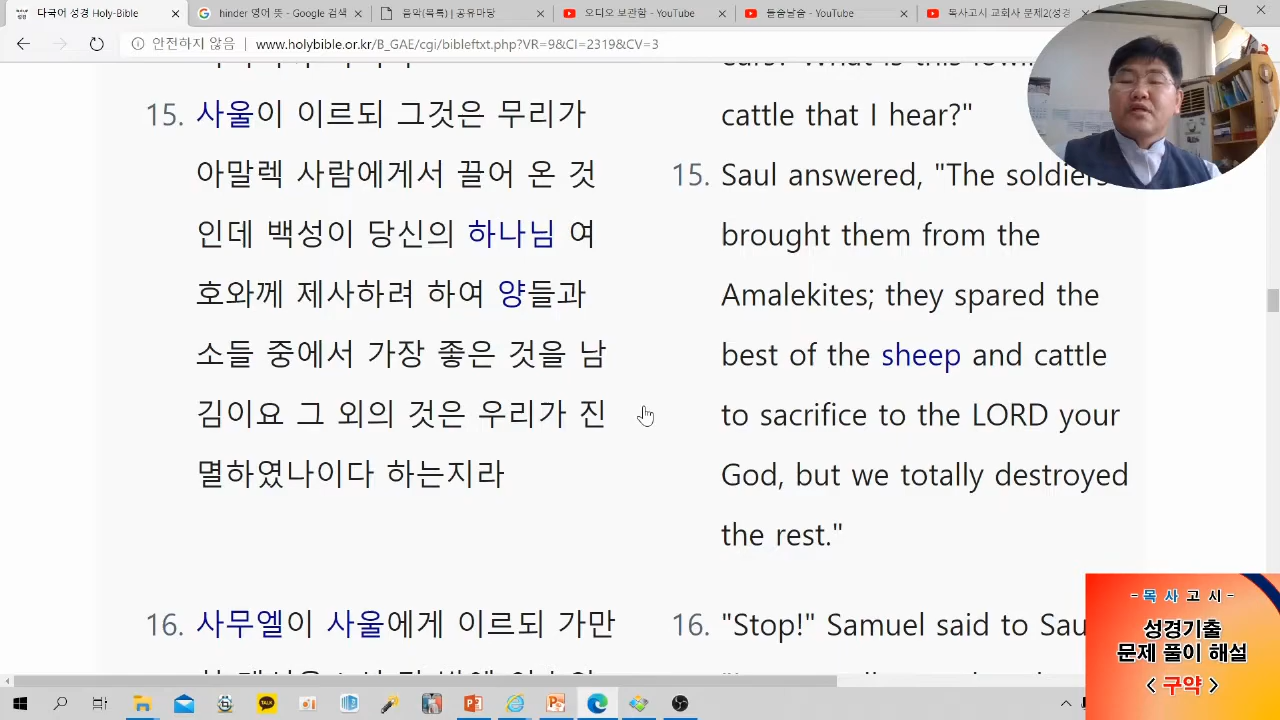 다국어 성경 Holy-Bible
hinder 영어 뜻 - Google 검색
음악(목록) | 공유마당
오디오 보관함 - YouTube
돌숨날숨 - YouTube
목사고시 교회사 문제2(성경
안전하지 않음
www.holybible.or.kr/B_GAE/cgi/bibleftxt.php?VR=9&CI=2319&CV=3
15. 사울이 이르되 그것은 무리가
아말렉 사람에게서 끌어 온 것
인데 백성이 당신의 하나님 여
호와께 제사하려 하여 양들과
소들 중에서 가장 좋은 것을 남
김이요 그 외의 것은 우리가 진
멸하였나이다 하는지라
16. 사무엘이 사울에게 이르되 가만
cattle that I hear?"
15. Saul answered, "The soldiers
brought them from the
Amalekites; they spared the
best of the sheep and cattle
to sacrifice to the LORD your
God, but we totally destroyed
the rest."
16. "Stop!" Samuel said to Sau
- 목 사 고 시 -
성경기출
문제 풀이 해설
< 구약 >